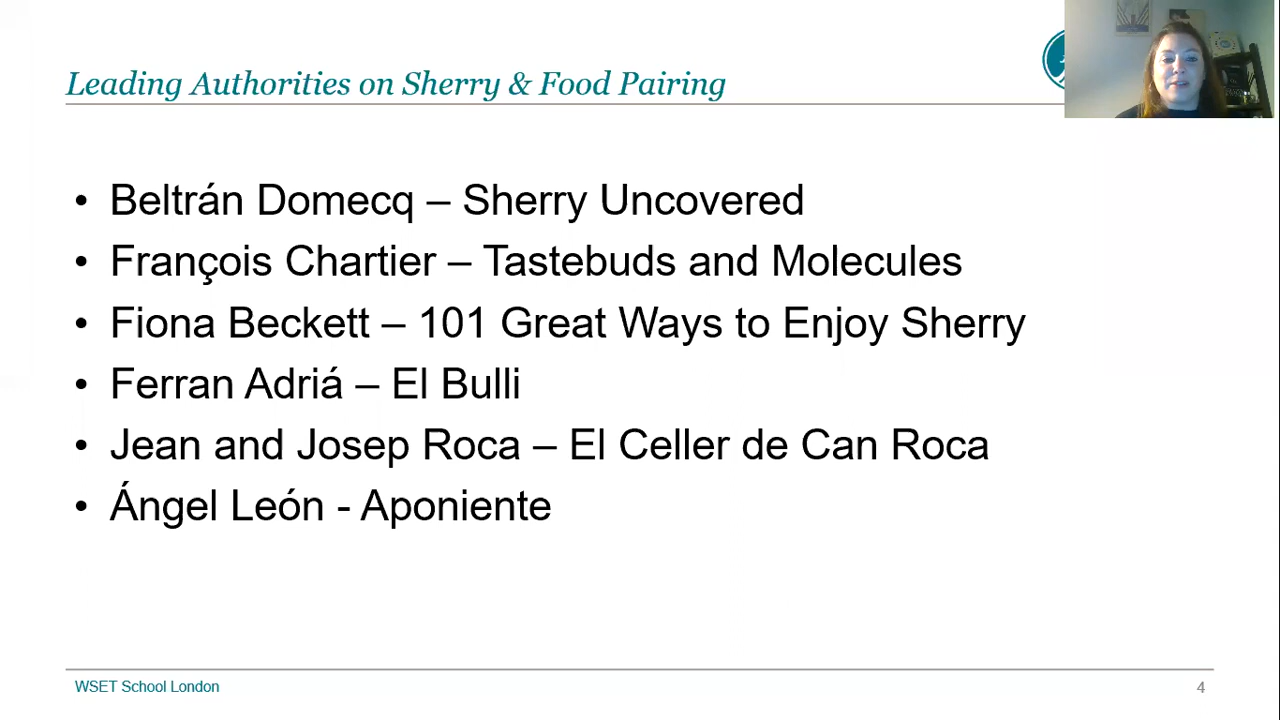 Leading Authorities on Sherry & Food Pairing
• Beltrán Domecq – Sherry Uncovered
• François Chartier – Tastebuds and Molecules
• Fiona Beckett – 101 Great Ways to Enjoy Sherry
• Ferran Adriá – El Bulli
• Jean and Josep Roca – El Celler de Can Roca
• Ángel León - Aponiente
WSET School London
4